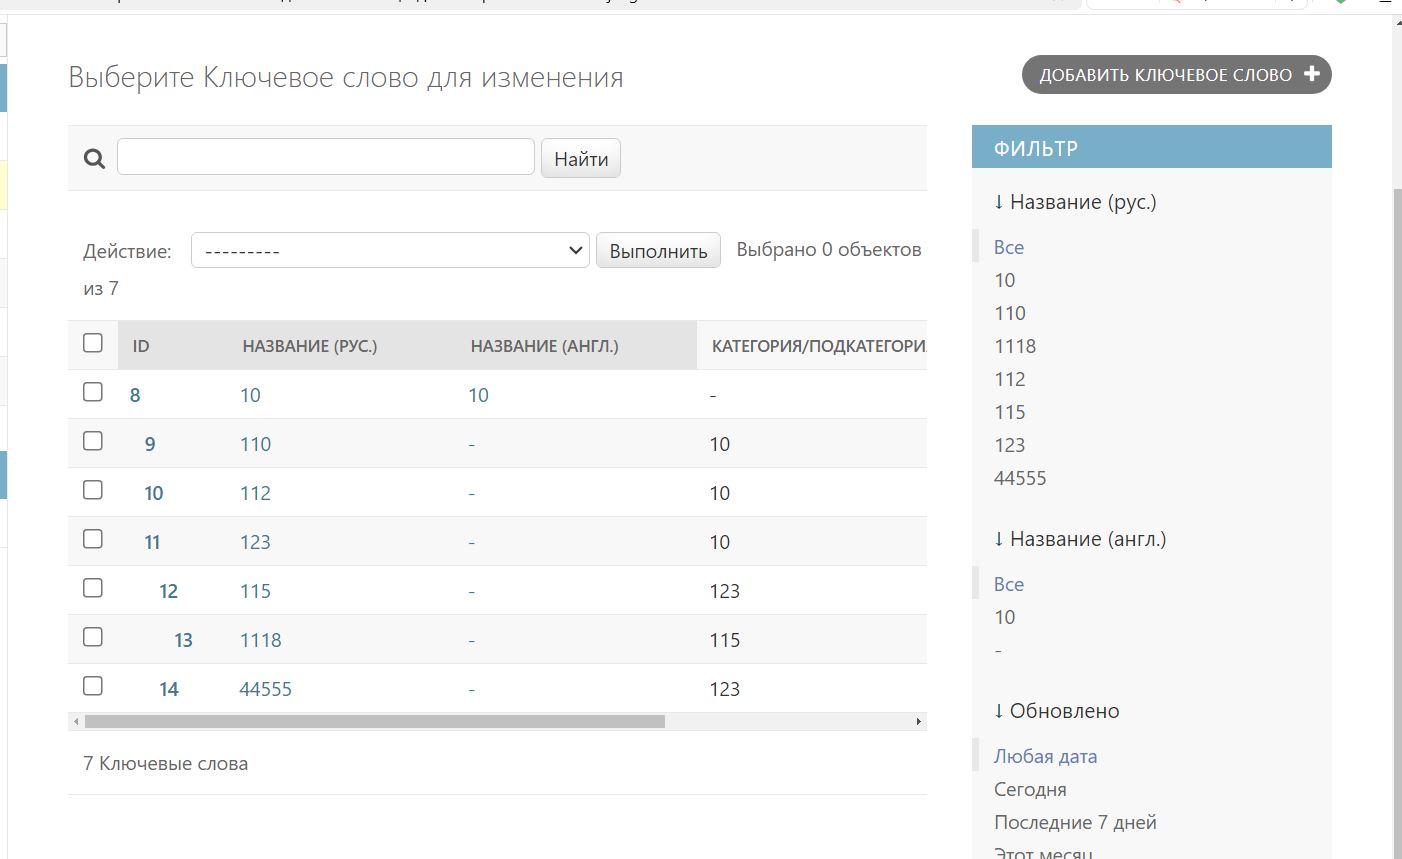 Выберите Ключевое слово для изменения
ДОБАВИТЬ КЛЮЧЕВОЕ СЛОВО +
Найти
Действие: --------- Выполнить Выбрано 0 объектов
из 7
ID НАЗВАНИЕ (РУС.) НАЗВАНИЕ (АНГЛ.) КАТЕГОРИЯ/ПОДКАТЕГОРИ
8 10 10 -
9 110 - 10
10 112 - 10
11 123 - 10
12 115 - 123
13 1118 - 115
14 44555 - 123
7 Ключевые слова
ФИЛЬТР
↓ Название (рус.)
Все
10
110
1118
112
115
123
44555
↓ Название (англ.)
Все
10
-
↓ Обновлено
Любая дата
Сегодня
Последние 7 дней
Этот месяц